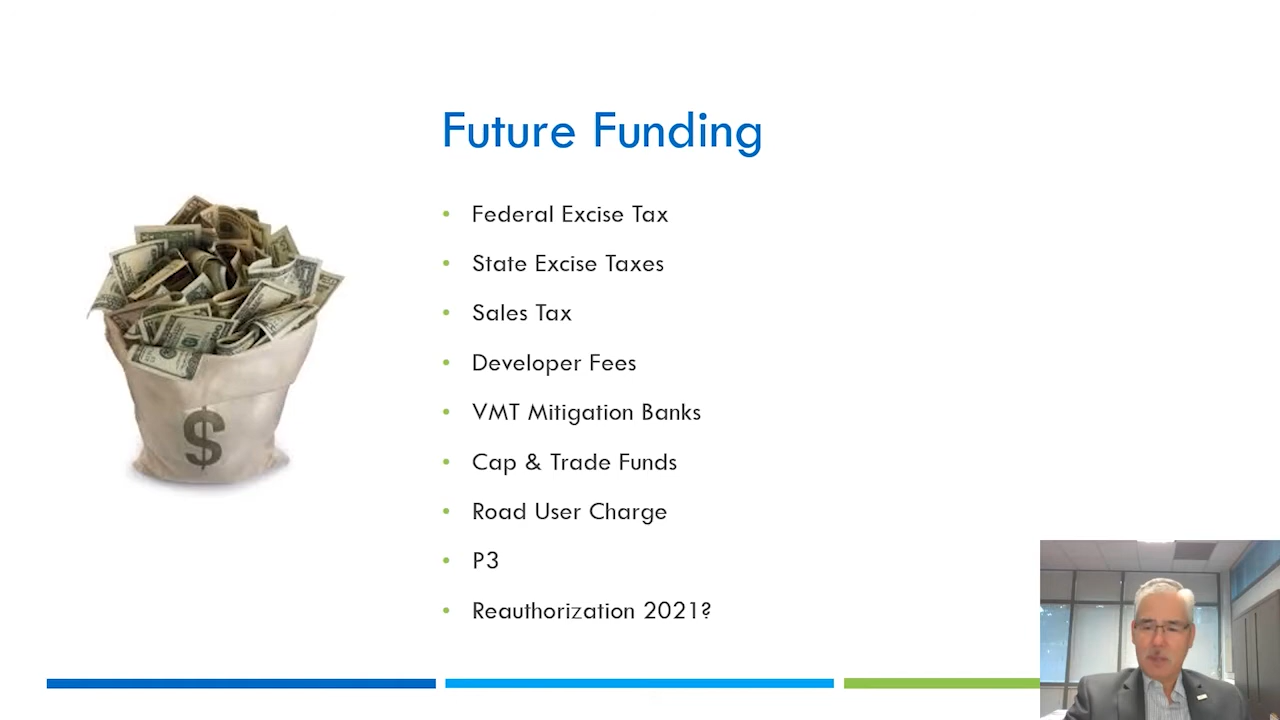 Future Funding
• Federal Excise Tax
• State Excise Taxes
• Sales Tax
• Developer Fees
• VMT Mitigation Banks
• Cap & Trade Funds
• Road User Charge
• P3
• Reauthorization 2021?
$